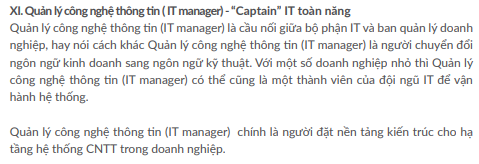 XI. Quản lý công nghệ thông tin ( IT manager) - “Captain” IT toàn năng
Quản lý công nghệ thông tin (IT manager) là cầu nối giữa bộ phận IT và ban quản lý doanh
nghiệp, hay nói cách khác Quản lý công nghệ thông tin (IT manager) là người chuyển đổi
ngôn ngữ kinh doanh sang ngôn ngữ kỹ thuật. Với một số doanh nghiệp nhỏ thì Quản lý
công nghệ thông tin (IT manager) có thể cũng là một thành viên của đội ngũ IT để vận
hành hệ thống.
Quản lý công nghệ thông tin (IT manager) chính là người đặt nền tảng kiến trúc cho hạ
tầng hệ thống CNTT trong doanh nghiệp.